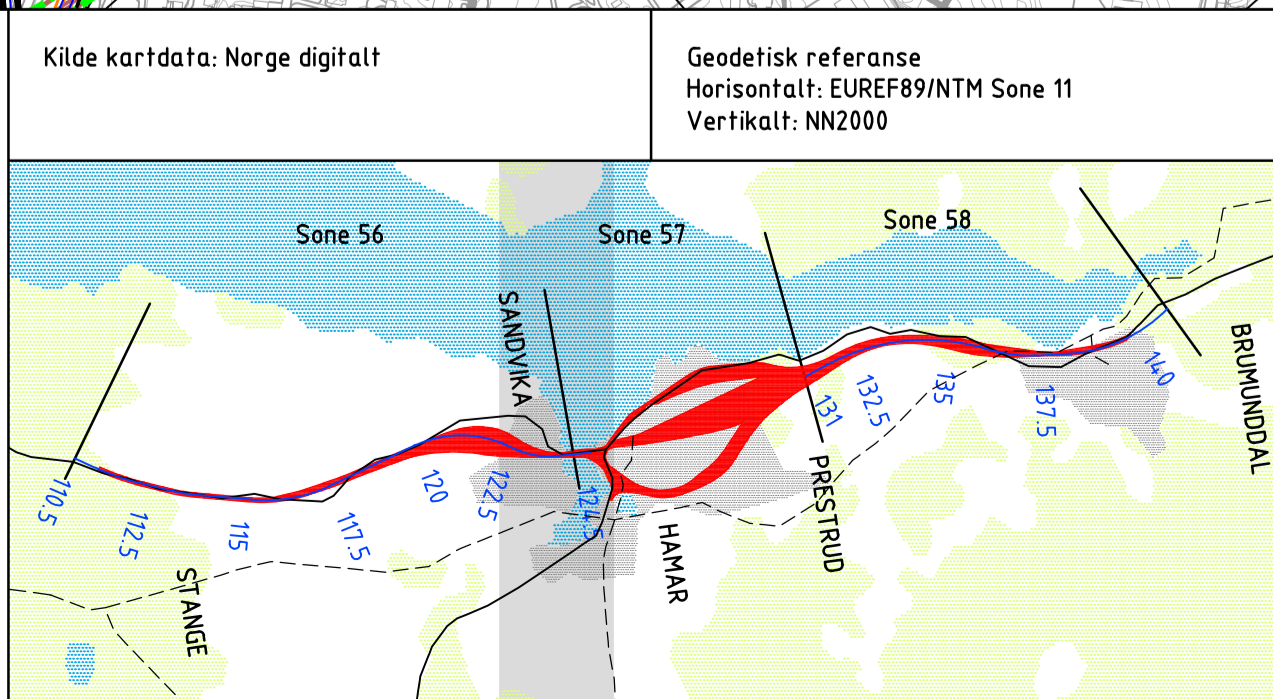 Kilde kartdata: Norge digitalt
Geodetisk referanse
Horisontalt: EUREF89/NTM Sone 11
Vertikalt: NN2000
Sone 56
Sone 57
Sone 58
SANDVIKA
BRUMUNDDAL
PRESTRUD
HAMAR
STANGE
110.5
112.5
115
117.5
120
122.5
124.5
131
132.5
135
137.5
140